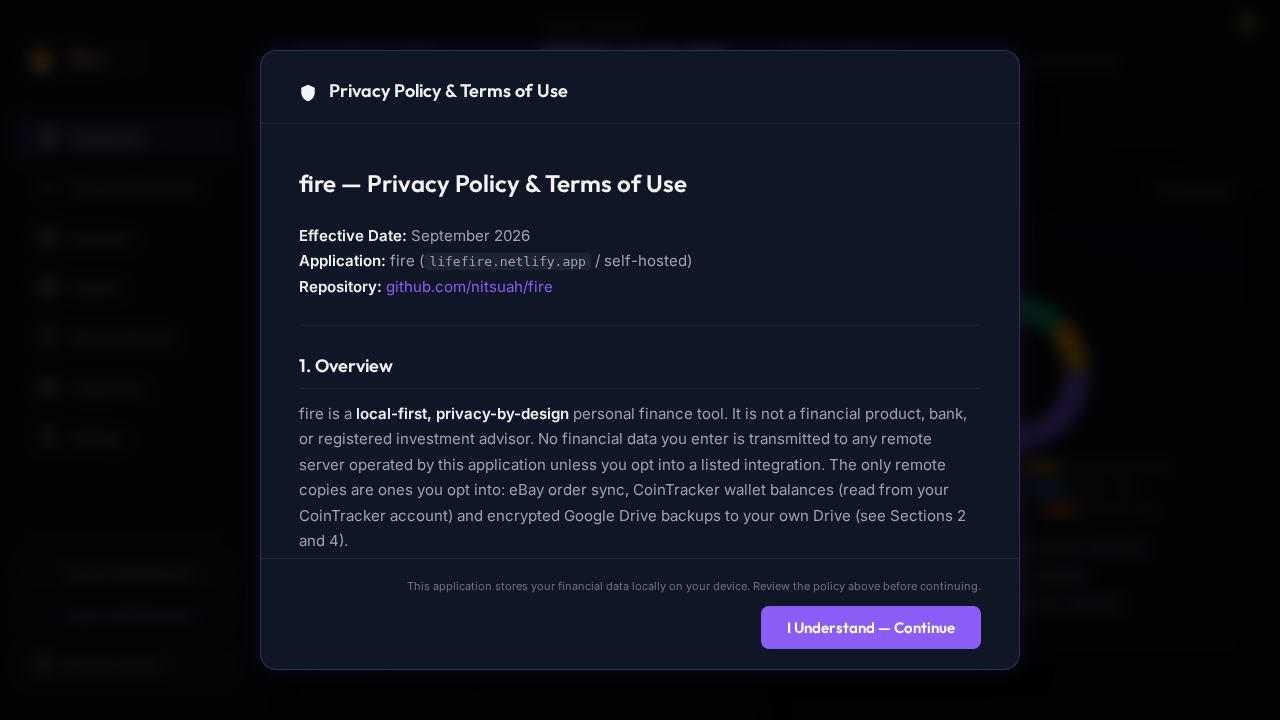 Privacy Policy & Terms of Use
fire — Privacy Policy & Terms of Use
Effective Date: September 2026
Application: fire ( lifefire.netlify.app / self-hosted)
Repository: github.com/nitsuah/fire
1. Overview
fire is a local-first, privacy-by-design personal finance tool. It is not a financial product, bank,
or registered investment advisor. No financial data you enter is transmitted to any remote
server operated by this application unless you opt into a listed integration. The only remote
copies are ones you opt into: eBay order sync, CoinTracker wallet balances (read from your
CoinTracker account) and encrypted Google Drive backups to your own Drive (see Sections 2
and 4).
This application stores your financial data locally on your device. Review the policy above before continuing.
I Understand — Continue